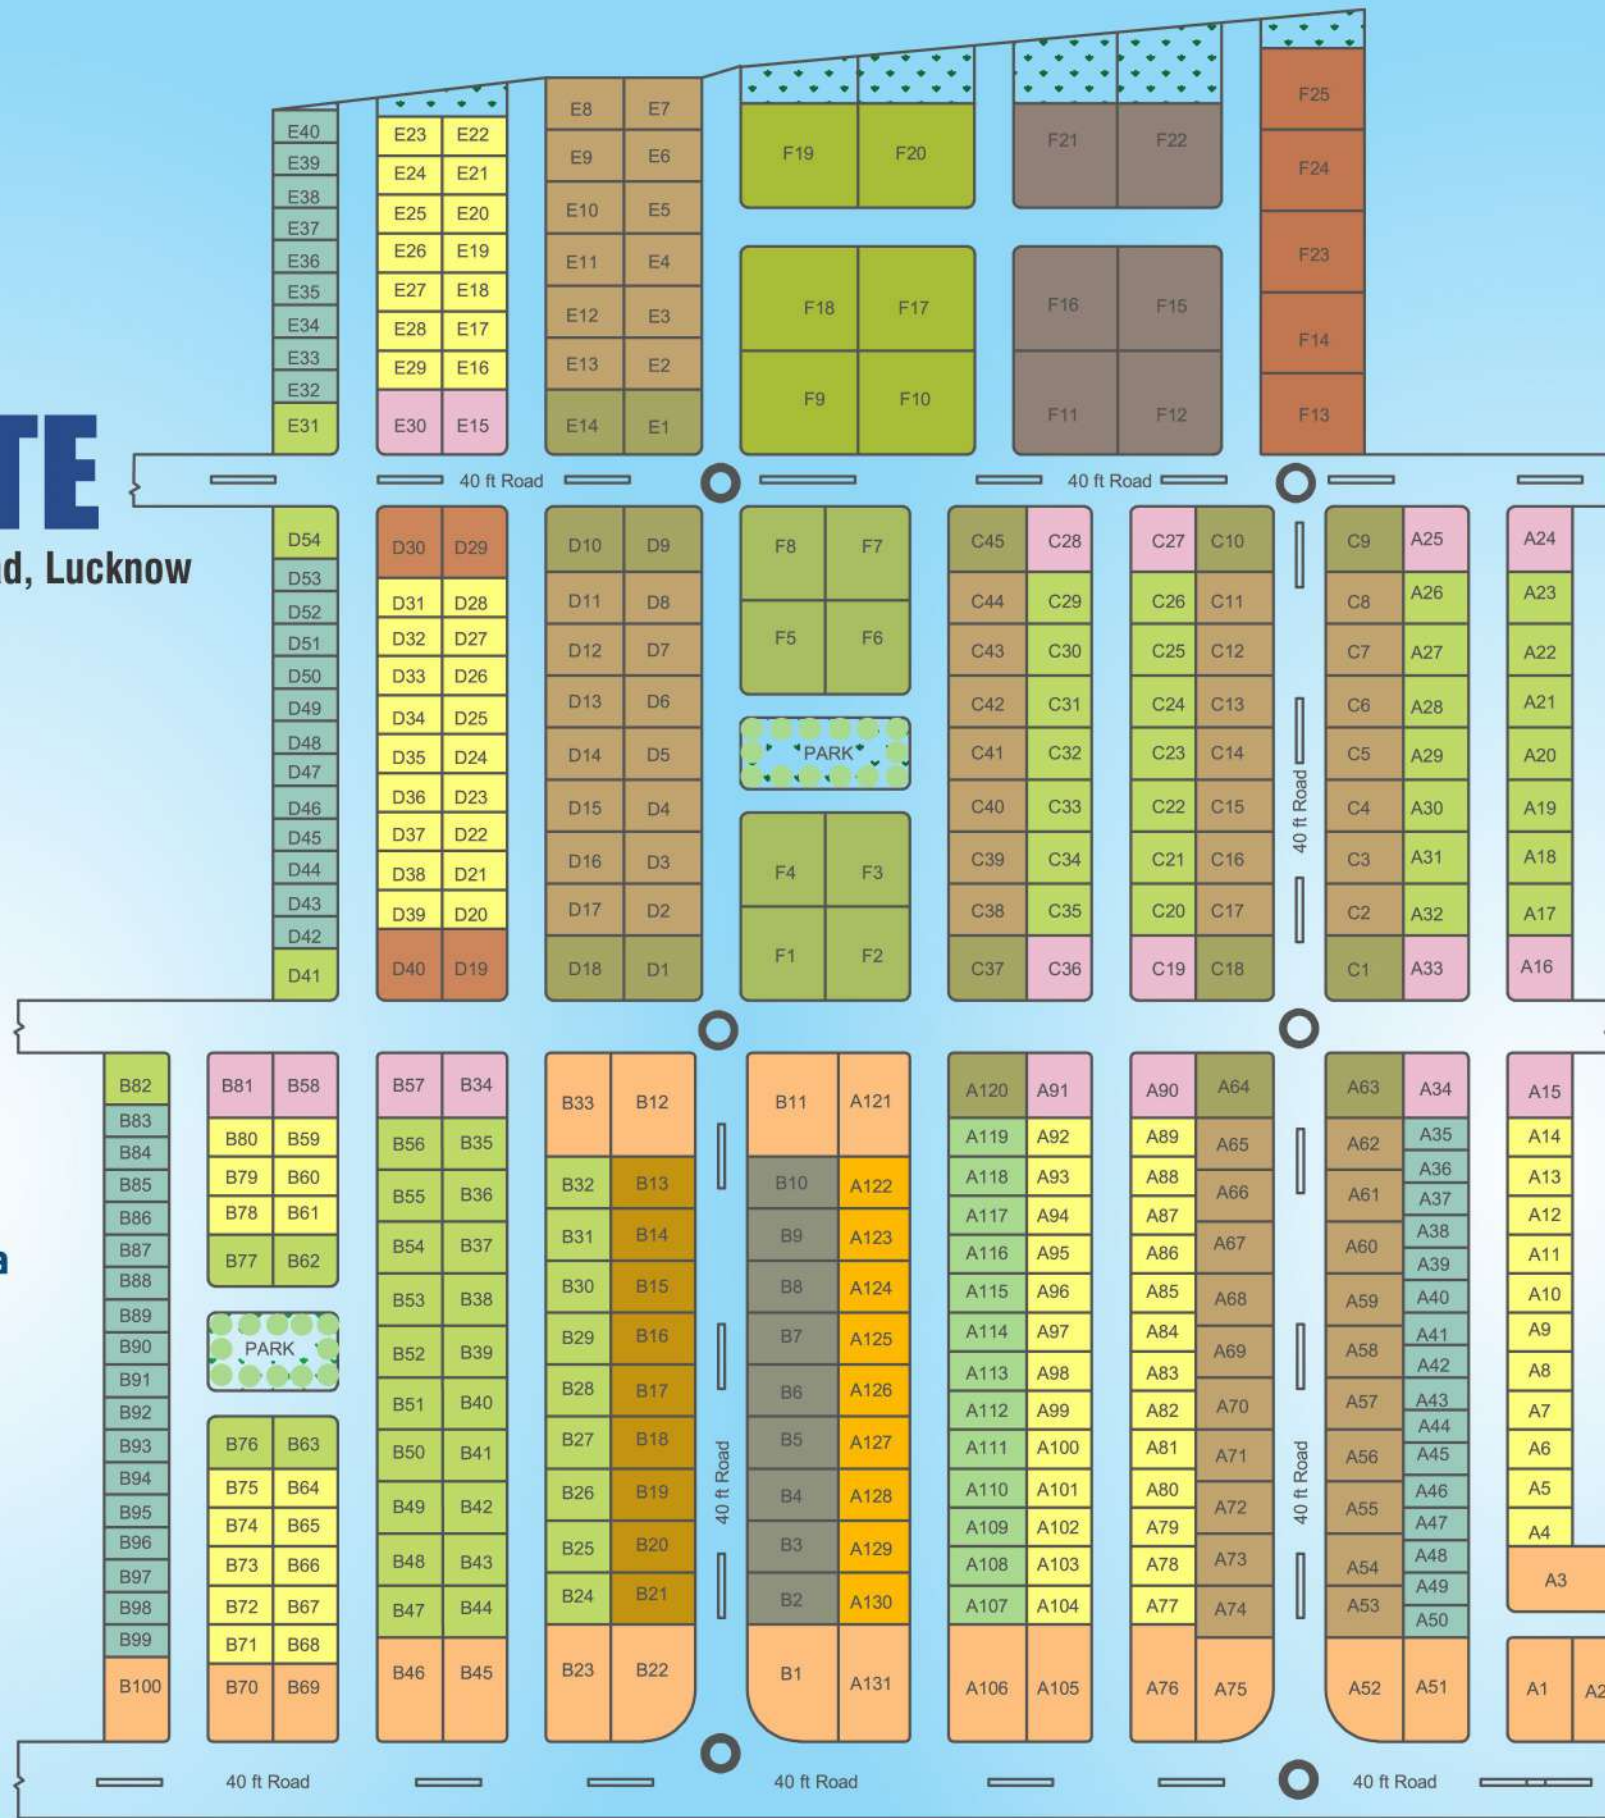 E8 E7
E40 E23 E22 E9 E6 F19 F20 F21 F22 F25
E39 E24 E21 E10 E5 F24
E38 E25 E20
E37 E26 E19 E11 E4 F23
E36 E27 E18 E12 E3 F18 F17 F16 F15
E35 E28 E17 F14
E34 E29 E16 E13 E2 F9 F10 F11 F12
E33
E32
E31 E30 E15 E14 E1 F13
TE
40 ft Road 40 ft Road
ad, Lucknow
D54 D30 D29 D10 D9 F8 F7 C45 C28 C27 C10 C9 A25 A24
D53 D31 D28 D11 D8 C44 C29 C26 C11 C8 A26 A23
D52 D32 D27 F5 F6
D51 D33 D26 D12 D7 C43 C30 C25 C12 C7 A27 A22
D50 D34 D25 D13 D6 C42 C31 C24 C13 C6 A28 A21
D49
D48 D35 D24 D14 D5 PARK C41 C32 C23 C14 C5 A29 A20
D47 D36 D23
D46 D37 D22 D15 D4 C40 C33 C22 C15 40 ft Road C4 A30 A19
D45
D44 D38 D21 D16 D3 F4 F3 C39 C34 C21 C16 C3 A31 A18
D43 D39 D20 D17 D2 C38 C35 C20 C17 C2 A32 A17
D42
D41 D40 D19 D18 D1 F1 F2 C37 C36 C19 C18 C1 A33 A16
B82 B81 B58 B57 B34 B33 B12 B11 A121 A120 A91 A90 A64 A63 A34 A15
B83 B80 B59 B56 B35 A119 A92 A89 A65 A62 A35 A14
B84 A36
B85 B79 B60 B55 B36 B32 B13 B10 A122 A118 A93 A88 A66 A61 A37 A13
B86 B78 B61 B31 B14 B9 A123 A117 A94 A87 A38 A12
B87 B77 B62 B54 B37 A116 A95 A86 A67 A60 A39 A11
a
B88 B53 B38 B30 B15 B8 A124 A115 A96 A85 A68 A59 A40 A10
B89 PARK B29 B16 B7 A125 A114 A97 A84 A41 A9
B90 B52 B39 A69 A58 A42
B91 B28 B17 B6 A126 A113 A98 A83 A8
B92 B51 B40 A112 A99 A82 A70 A57 A43 A7
B93 B76 B63 B50 B41 B27 B18 B5 A127 A111 A100 A81 A71 A56 A44 A6
A45
B94 B75 B64 B26 B19 40 ft Road B4 A128 A110 A101 A80 40 ft Road A46 A5
B95 B74 B65 B49 B42 A109 A102 A79 A72 A55 A47 A4
B96 B73 B66 B48 B43 B25 B20 B3 A129 A108 A103 A78 A73 A54 A48
B97 A49 A3
B98 B72 B67 B47 B44 B24 B21 B2 A130 A107 A104 A77 A74 A53 A50
B99 B71 B68
B100 B70 B69 B46 B45 B23 B22 B1 A131 A106 A105 A76 A75 A52 A51 A1 A2
40 ft Road 40 ft Road 40 ft Road